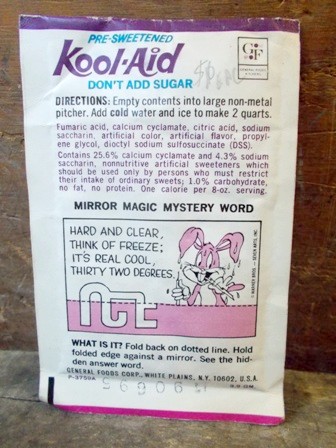 PRE-SWEETENED
Kool-Aid
DON'T ADD SUGAR
GF
DIRECTIONS: Empty contents into large non-metal
pitcher. Add cold water and ice to make 2 quarts.
Fumaric acid, calcium cyclamate, citric acid, sodium
saccharin, artificial color, artificial flavor, propyl-
ene glycol, dioctyl sodium sulfosuccinate (DSS).
Contains 25.6% calcium cyclamate and 4.3% sodium
saccharin, nonnutritive artificial sweeteners which
should be used only by persons who must restrict
their intake of ordinary sweets; 1.0% carbohydrate,
no fat, no protein. One calorie per 8-oz. serving.
MIRROR MAGIC MYSTERY WORD
HARD AND CLEAR,
THINK OF FREEZE;
IT'S REAL COOL,
THIRTY TWO DEGREES.
© WARNER BROS. - SEVEN ARTS, INC.
WHAT IS IT? Fold back on dotted line. Hold
folded edge against a mirror. See the hid-
den answer word.
GENERAL FOODS CORP., WHITE PLAINS, N.Y. 10602, U.S.A.
P-3759A